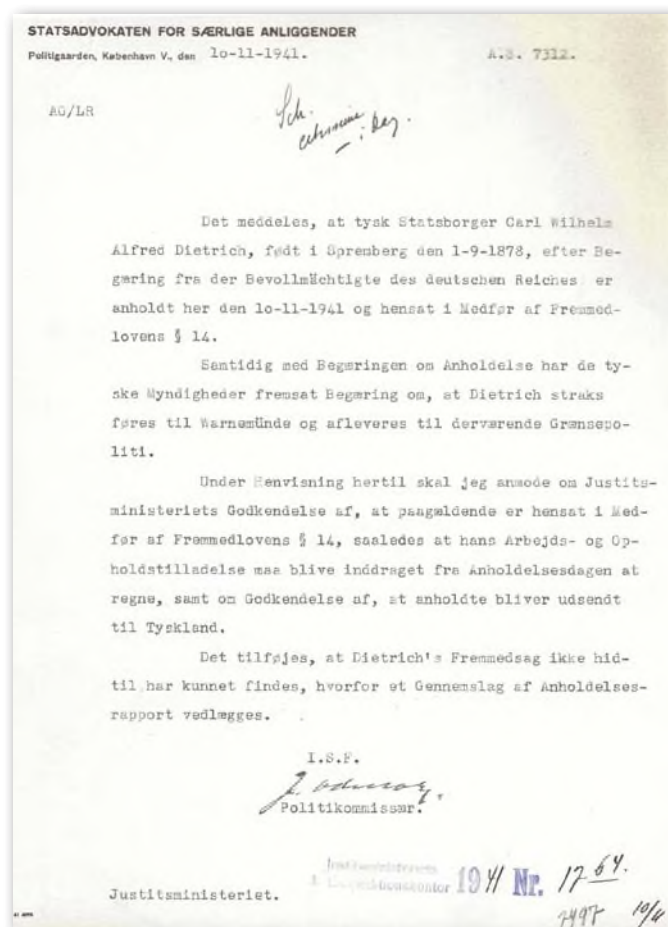 STATSADVOKATEN FOR SÆRLIGE ANLIGGENDER
Politigaarden, København V., den 1o-11-1941. A.S. 7312.
AG/LR
Sch.
i Dag.
Det meddeles, at tysk Statsborger Carl Wilhelm
Alfred Dietrich, født i Spremberg den 1-9-1878, efter Be-
gæring fra der Bevollmächtigte des deutschen Reiches er
anholdt her den 1o-11-1941 og hensat i Medfør af Fremmed-
lovens § 14.
Samtidig med Begæringen om Anholdelse har de ty-
ske Myndigheder fremsat Begæring om, at Dietrich straks
føres til Warnemünde og afleveres til derværende Grænsepo-
liti.
Under Henvisning hertil skal jeg anmode om Justits-
ministeriets Godkendelse af, at paagældende er hensat i Med-
før af Fremmedlovens § 14, saaledes at hans Arbejds- og Op-
holdstilladelse maa blive inddraget fra Anholdelsesdagen at
regne, samt om Godkendelse af, at anholdte bliver udsendt
til Tyskland.
Det tilføjes, at Dietrich's Fremmedsag ikke hid-
til har kunnet findes, hvorfor et Gennemslag af Anholdelses-
rapport vedlægges.
I.S.F.
Politikommissær.
Justitsministeriets
1941 Nr. 1764.
Justitsministeriet.
2497 10/11